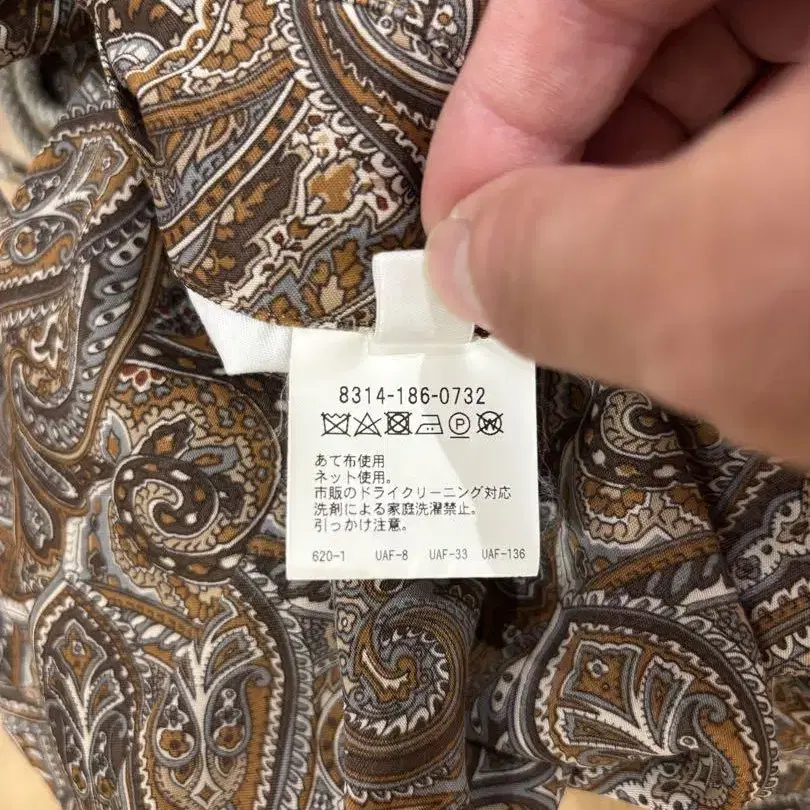 8314-186-0732
あて布使用
ネット使用。
市販のドライクリーニング対応
洗剤による家庭洗濯禁止。
引っかけ注意。
620-1 UAF-8 UAF-33 UAF-136